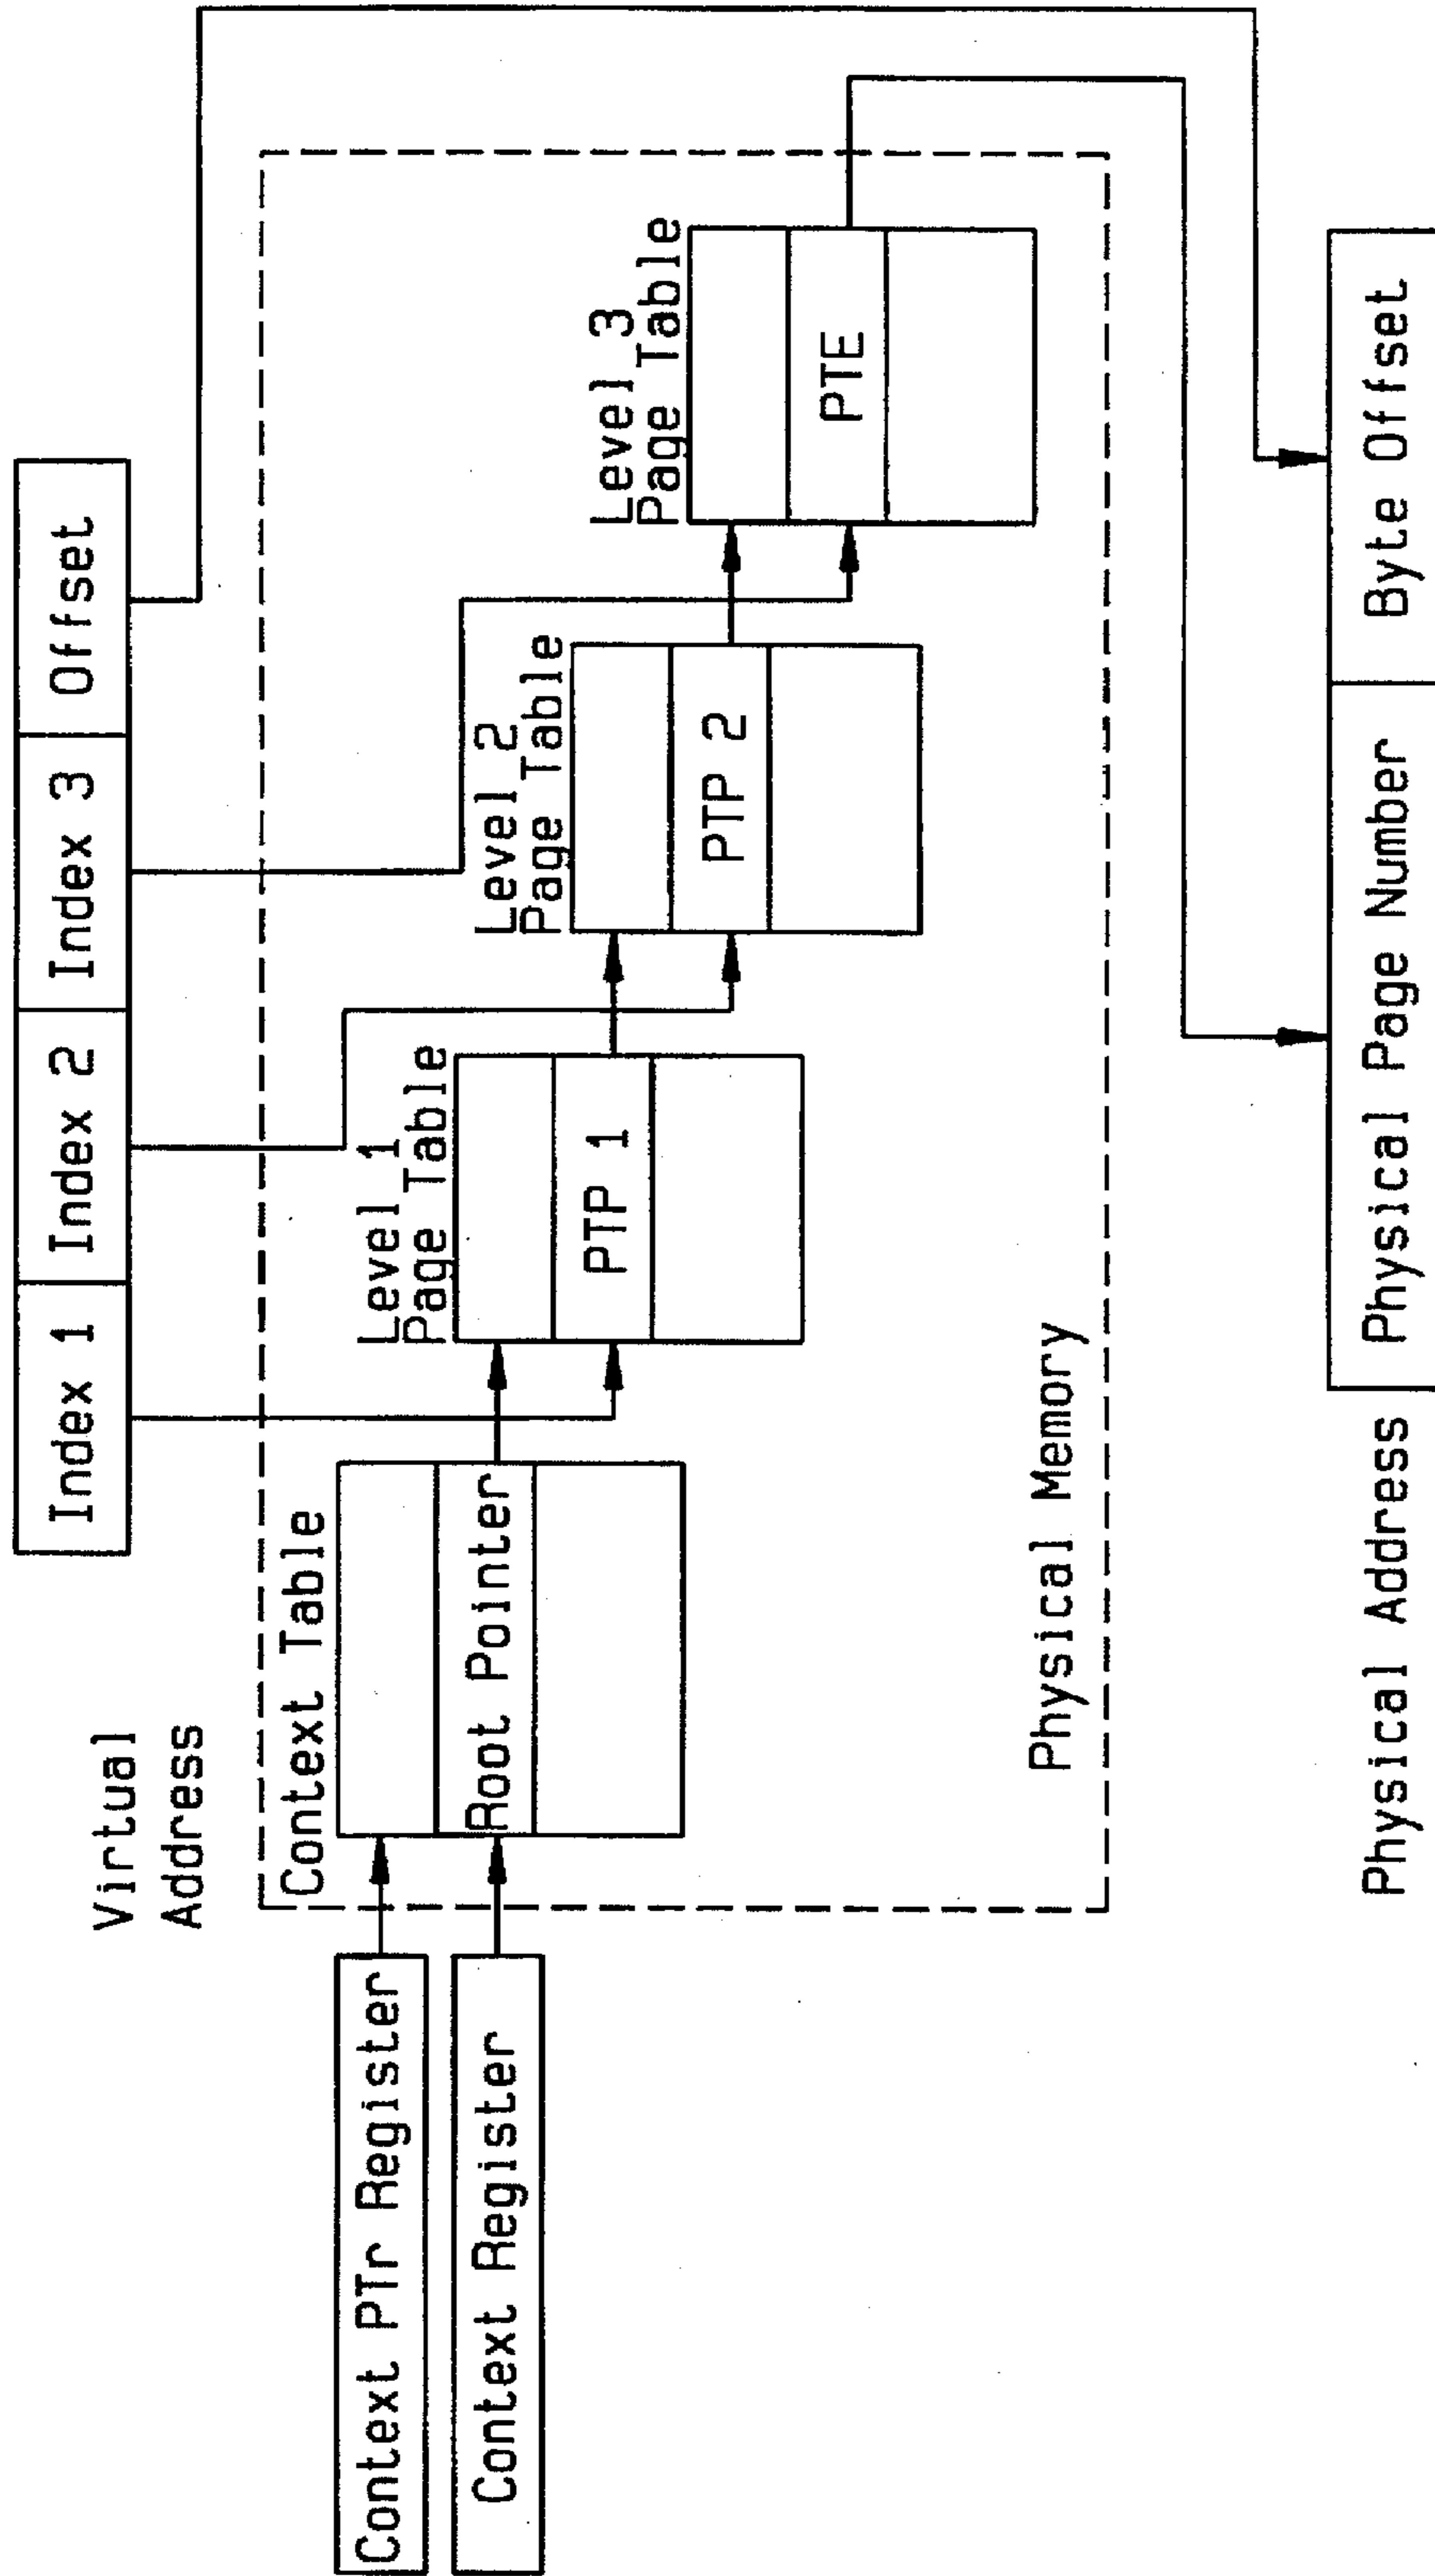 Virtual
Address
Index 1
Index 2
Index 3
Offset
Context PTr Register
Context Register
Context Table
Root Pointer
Level 1
Page Table
PTP 1
Level 2
Page Table
PTP 2
Level 3
Page Table
PTE
Physical Memory
Physical Address
Physical Page Number
Byte Offset